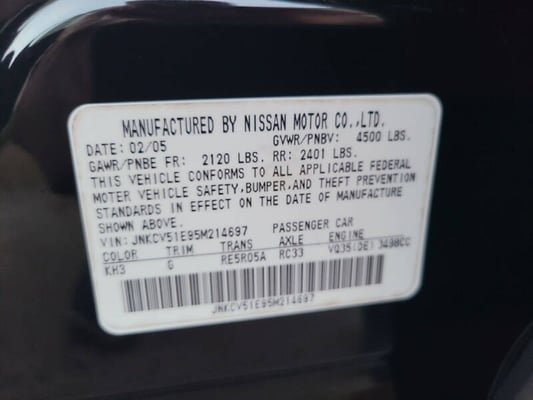 MANUFACTURED BY NISSAN MOTOR CO.,LTD.
DATE: 02/05 GVWR/PNBV: 4500 LBS.
GAWR/PNBE FR: 2120 LBS. RR: 2401 LBS.
THIS VEHICLE CONFORMS TO ALL APPLICABLE FEDERAL
MOTER VEHICLE SAFETY,BUMPER,AND THEFT PREVENTION
STANDARDS IN EFFECT ON THE DATE OF MANUFACTURE
SHOWN ABOVE.
VIN: JNKCV51E95M214697 PASSENGER CAR
COLOR TRIM TRANS AXLE ENGINE
KH3 G RE5R05A RC33 VQ35(DE) 3498CC
JNKCV51E95M214697